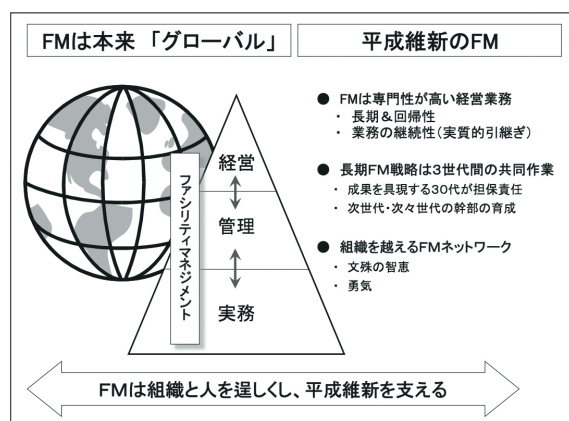 FMは本来 「グローバル」
平成維新のFM
経営
管理
実務
ファシリティマネジメント
● FMは専門性が高い経営業務
・ 長期&回帰性
・ 業務の継続性(実質的引継ぎ)
● 長期FM戦略は3世代間の共同作業
・ 成果を具現する30代が担保責任
・ 次世代・次々世代の幹部の育成
● 組織を越えるFMネットワーク
・ 文殊の智恵
・ 勇気
FMは組織と人を逞しくし、平成維新を支える